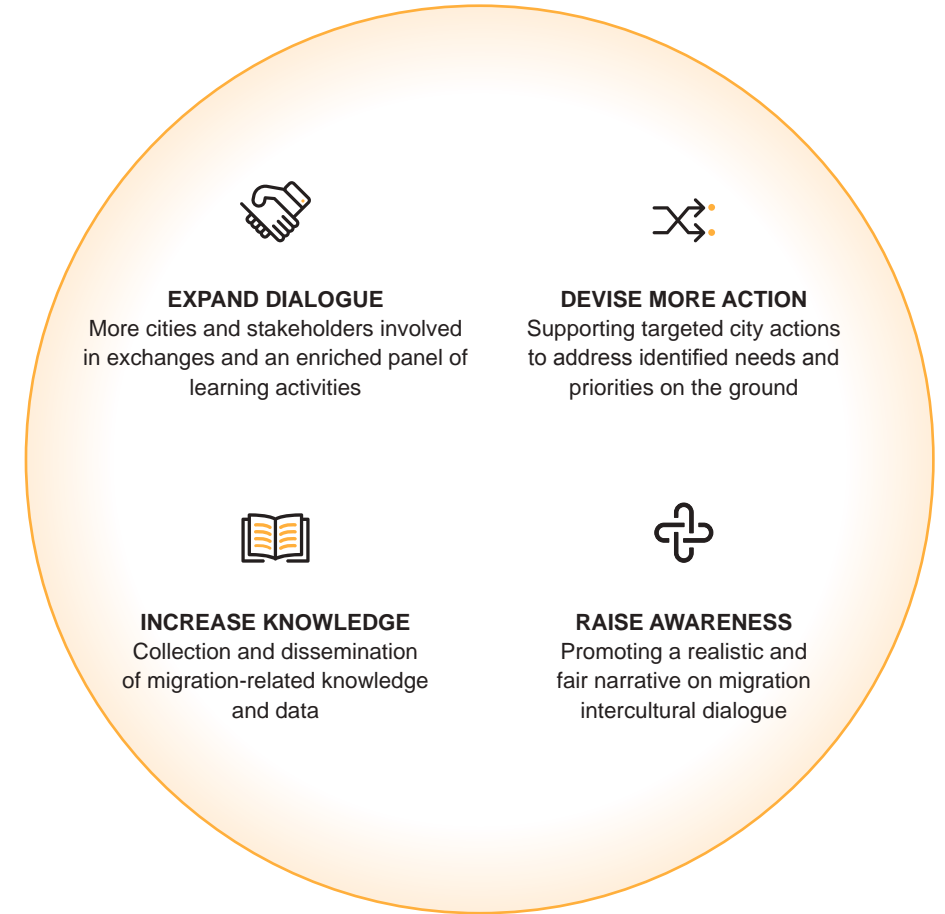 EXPAND DIALOGUE
More cities and stakeholders involved
in exchanges and an enriched panel of
learning activities
DEVISE MORE ACTION
Supporting targeted city actions
to address identified needs and
priorities on the ground
INCREASE KNOWLEDGE
Collection and dissemination
of migration-related knowledge
and data
RAISE AWARENESS
Promoting a realistic and
fair narrative on migration
intercultural dialogue